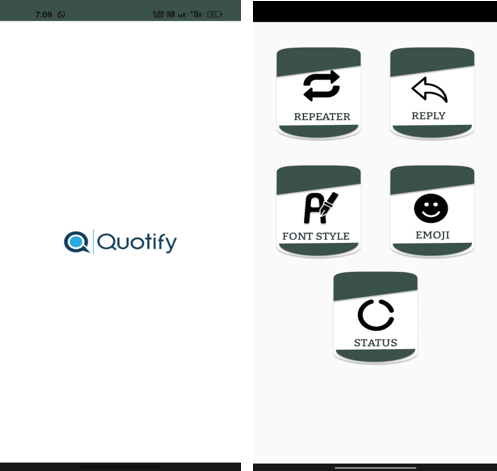 7:09
Quotify
REPEATER
REPLY
FONT STYLE
EMOJI
STATUS